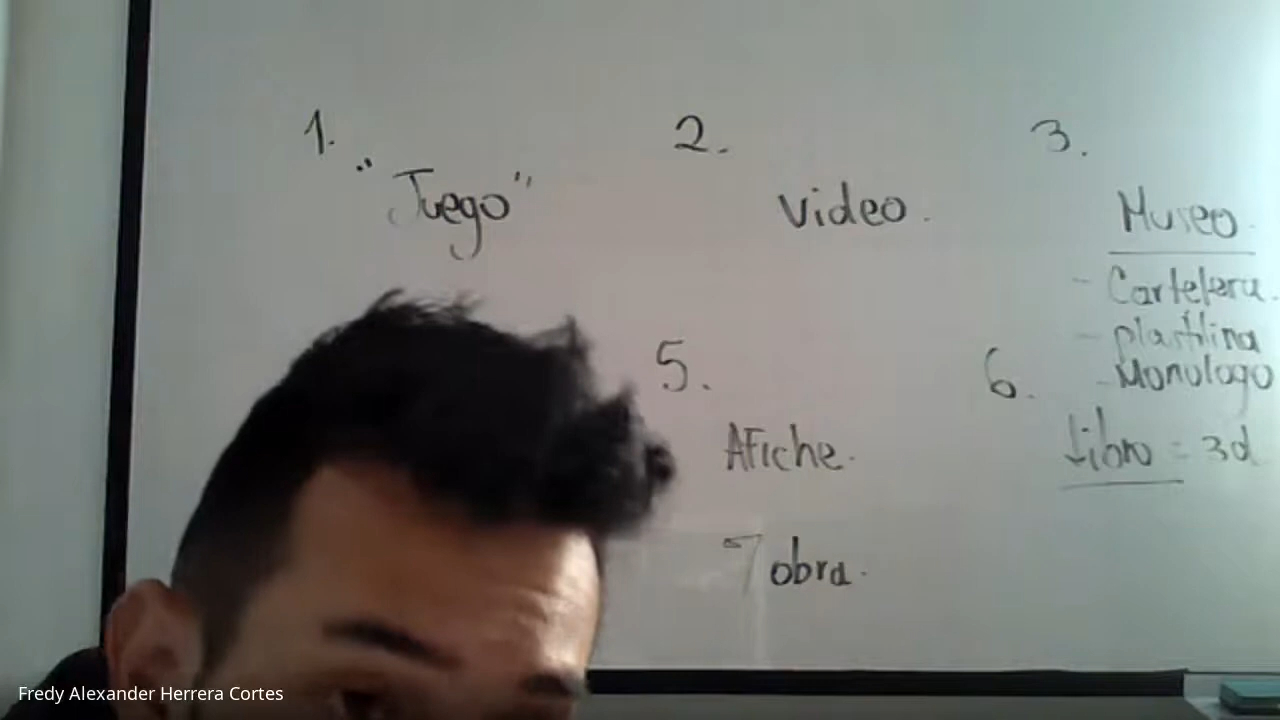 1.
"Juego"
2.
video.
3.
Museo.
- Cartelera.
- plastilina
- Monologo
5.
Afiche.
6.
Libro = 3d
7 obra.
Fredy Alexander Herrera Cortes